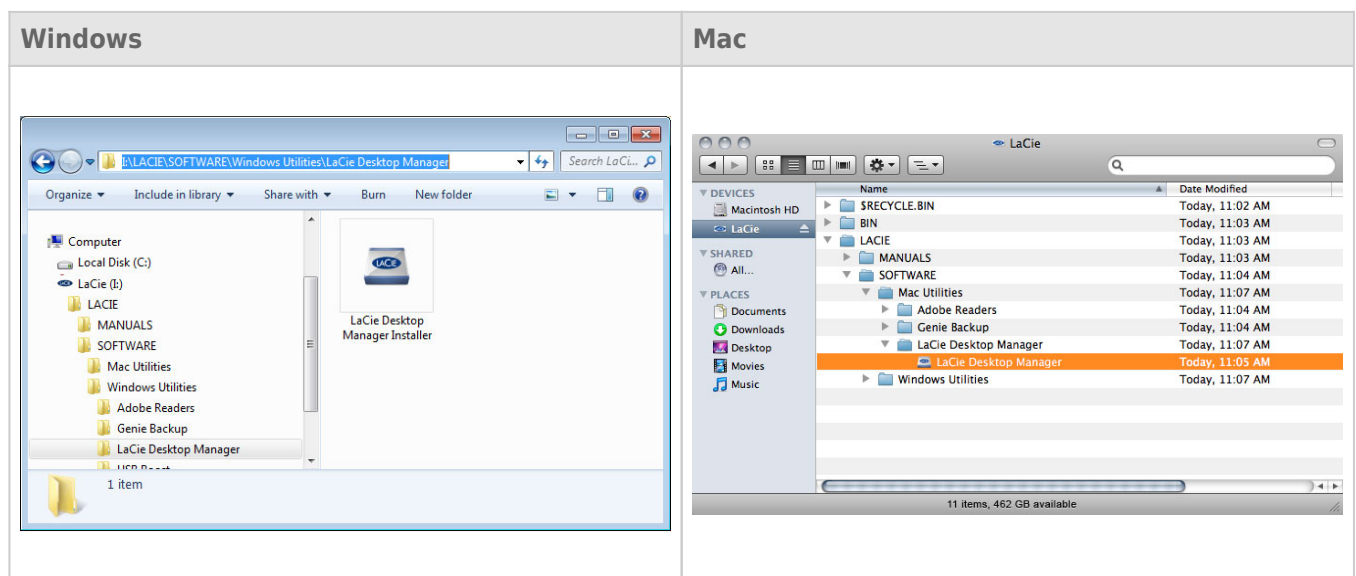 Windows
Mac
I:\LACIE\SOFTWARE\Windows Utilities\LaCie Desktop Manager
Search LaCi...
Organize Include in library Share with Burn New folder
Computer
Local Disk (C:)
LaCie (I:)
LACIE
MANUALS
SOFTWARE
Mac Utilities
Windows Utilities
Adobe Readers
Genie Backup
LaCie Desktop Manager
USB Boost
LACIE
LaCie Desktop
Manager Installer
1 item
LaCie
DEVICES
Macintosh HD
LaCie
SHARED
All...
PLACES
Documents
Downloads
Desktop
Movies
Music
Name Date Modified
$RECYCLE.BIN Today, 11:02 AM
BIN Today, 11:03 AM
LACIE Today, 11:03 AM
MANUALS Today, 11:03 AM
SOFTWARE Today, 11:04 AM
Mac Utilities Today, 11:07 AM
Adobe Readers Today, 11:04 AM
Genie Backup Today, 11:04 AM
LaCie Desktop Manager Today, 11:07 AM
LaCie Desktop Manager Today, 11:05 AM
Windows Utilities Today, 11:07 AM
11 items, 462 GB available